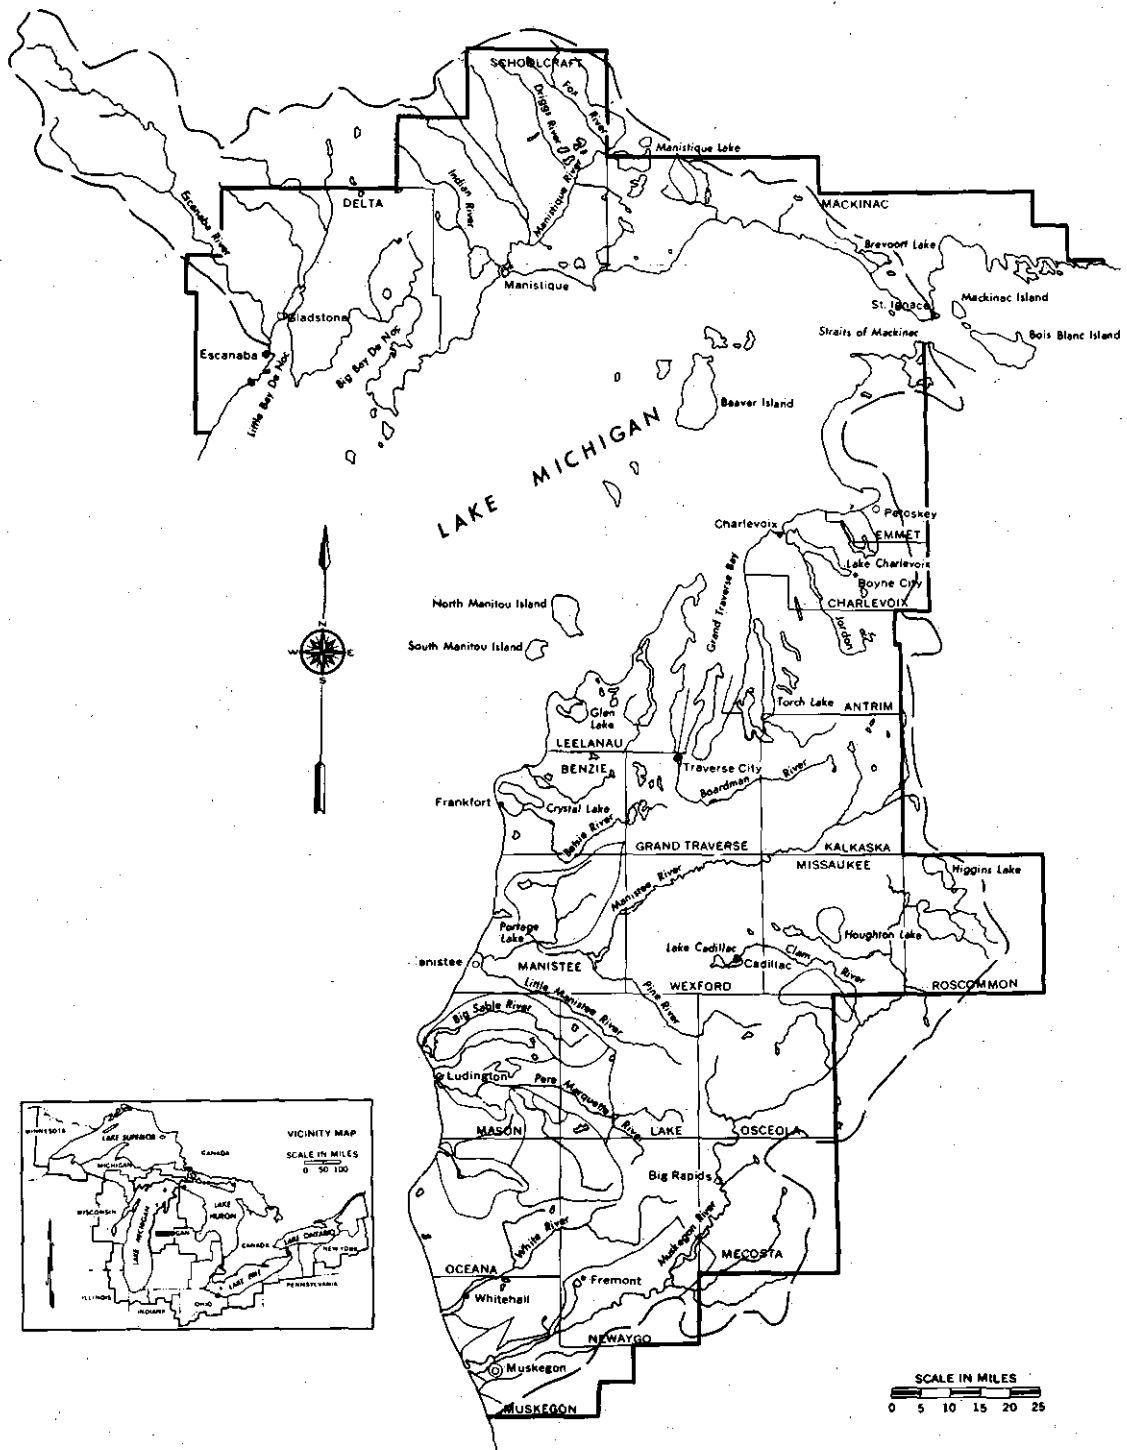 SCHOOLCRAFT
Fox River
Driggs River
Manistique Lake
Indian River
Manistique River
DELTA
MACKINAC
Escanaba River
Brevoort Lake
Manistique
Mackinac Island
St. Ignace
Gladstone
Straits of Mackinac
Bois Blanc Island
Escanaba
Big Bay De Noc
Little Bay De Noc
Beaver Island
LAKE MICHIGAN
Petoskey
Charlevoix
EMMET
Lake Charlevoix
Boyne City
Grand Traverse Bay
North Manitou Island
CHARLEVOIX
N
Jordon
W E
South Manitou Island
S
Torch Lake
ANTRIM
Glen
Lake
LEELANAU
BENZIE
Traverse City
Boardman River
Frankfort
Crystal Lake
Betsie River
GRAND TRAVERSE
KALKASKA
MISSAUKEE
Higgins Lake
Manistee River
Portage
Lake
Houghton Lake
Lake Cadillac
Clam River
anistee
MANISTEE
Cadillac
WEXFORD
ROSCOMMON
Pine River
Little Manistee River
Big Sable River
Ludington
Pere Marquette River
MASON
LAKE
OSCEOLA
Big Rapids
White River
Muskegon River
MECOSTA
OCEANA
Fremont
Whitehall
NEWAYGO
Muskegon
MUSKEGON
SCALE IN MILES
0 5 10 15 20 25
VICINITY MAP
SCALE IN MILES
0 50 100
MINNESOTA
LAKE SUPERIOR
CANADA
MICHIGAN
WISCONSIN
LAKE MICHIGAN
LAKE
HURON
CANADA
LAKE ONTARIO
NEW YORK
LAKE ERIE
PENNSYLVANIA
ILLINOIS
INDIANA
OHIO